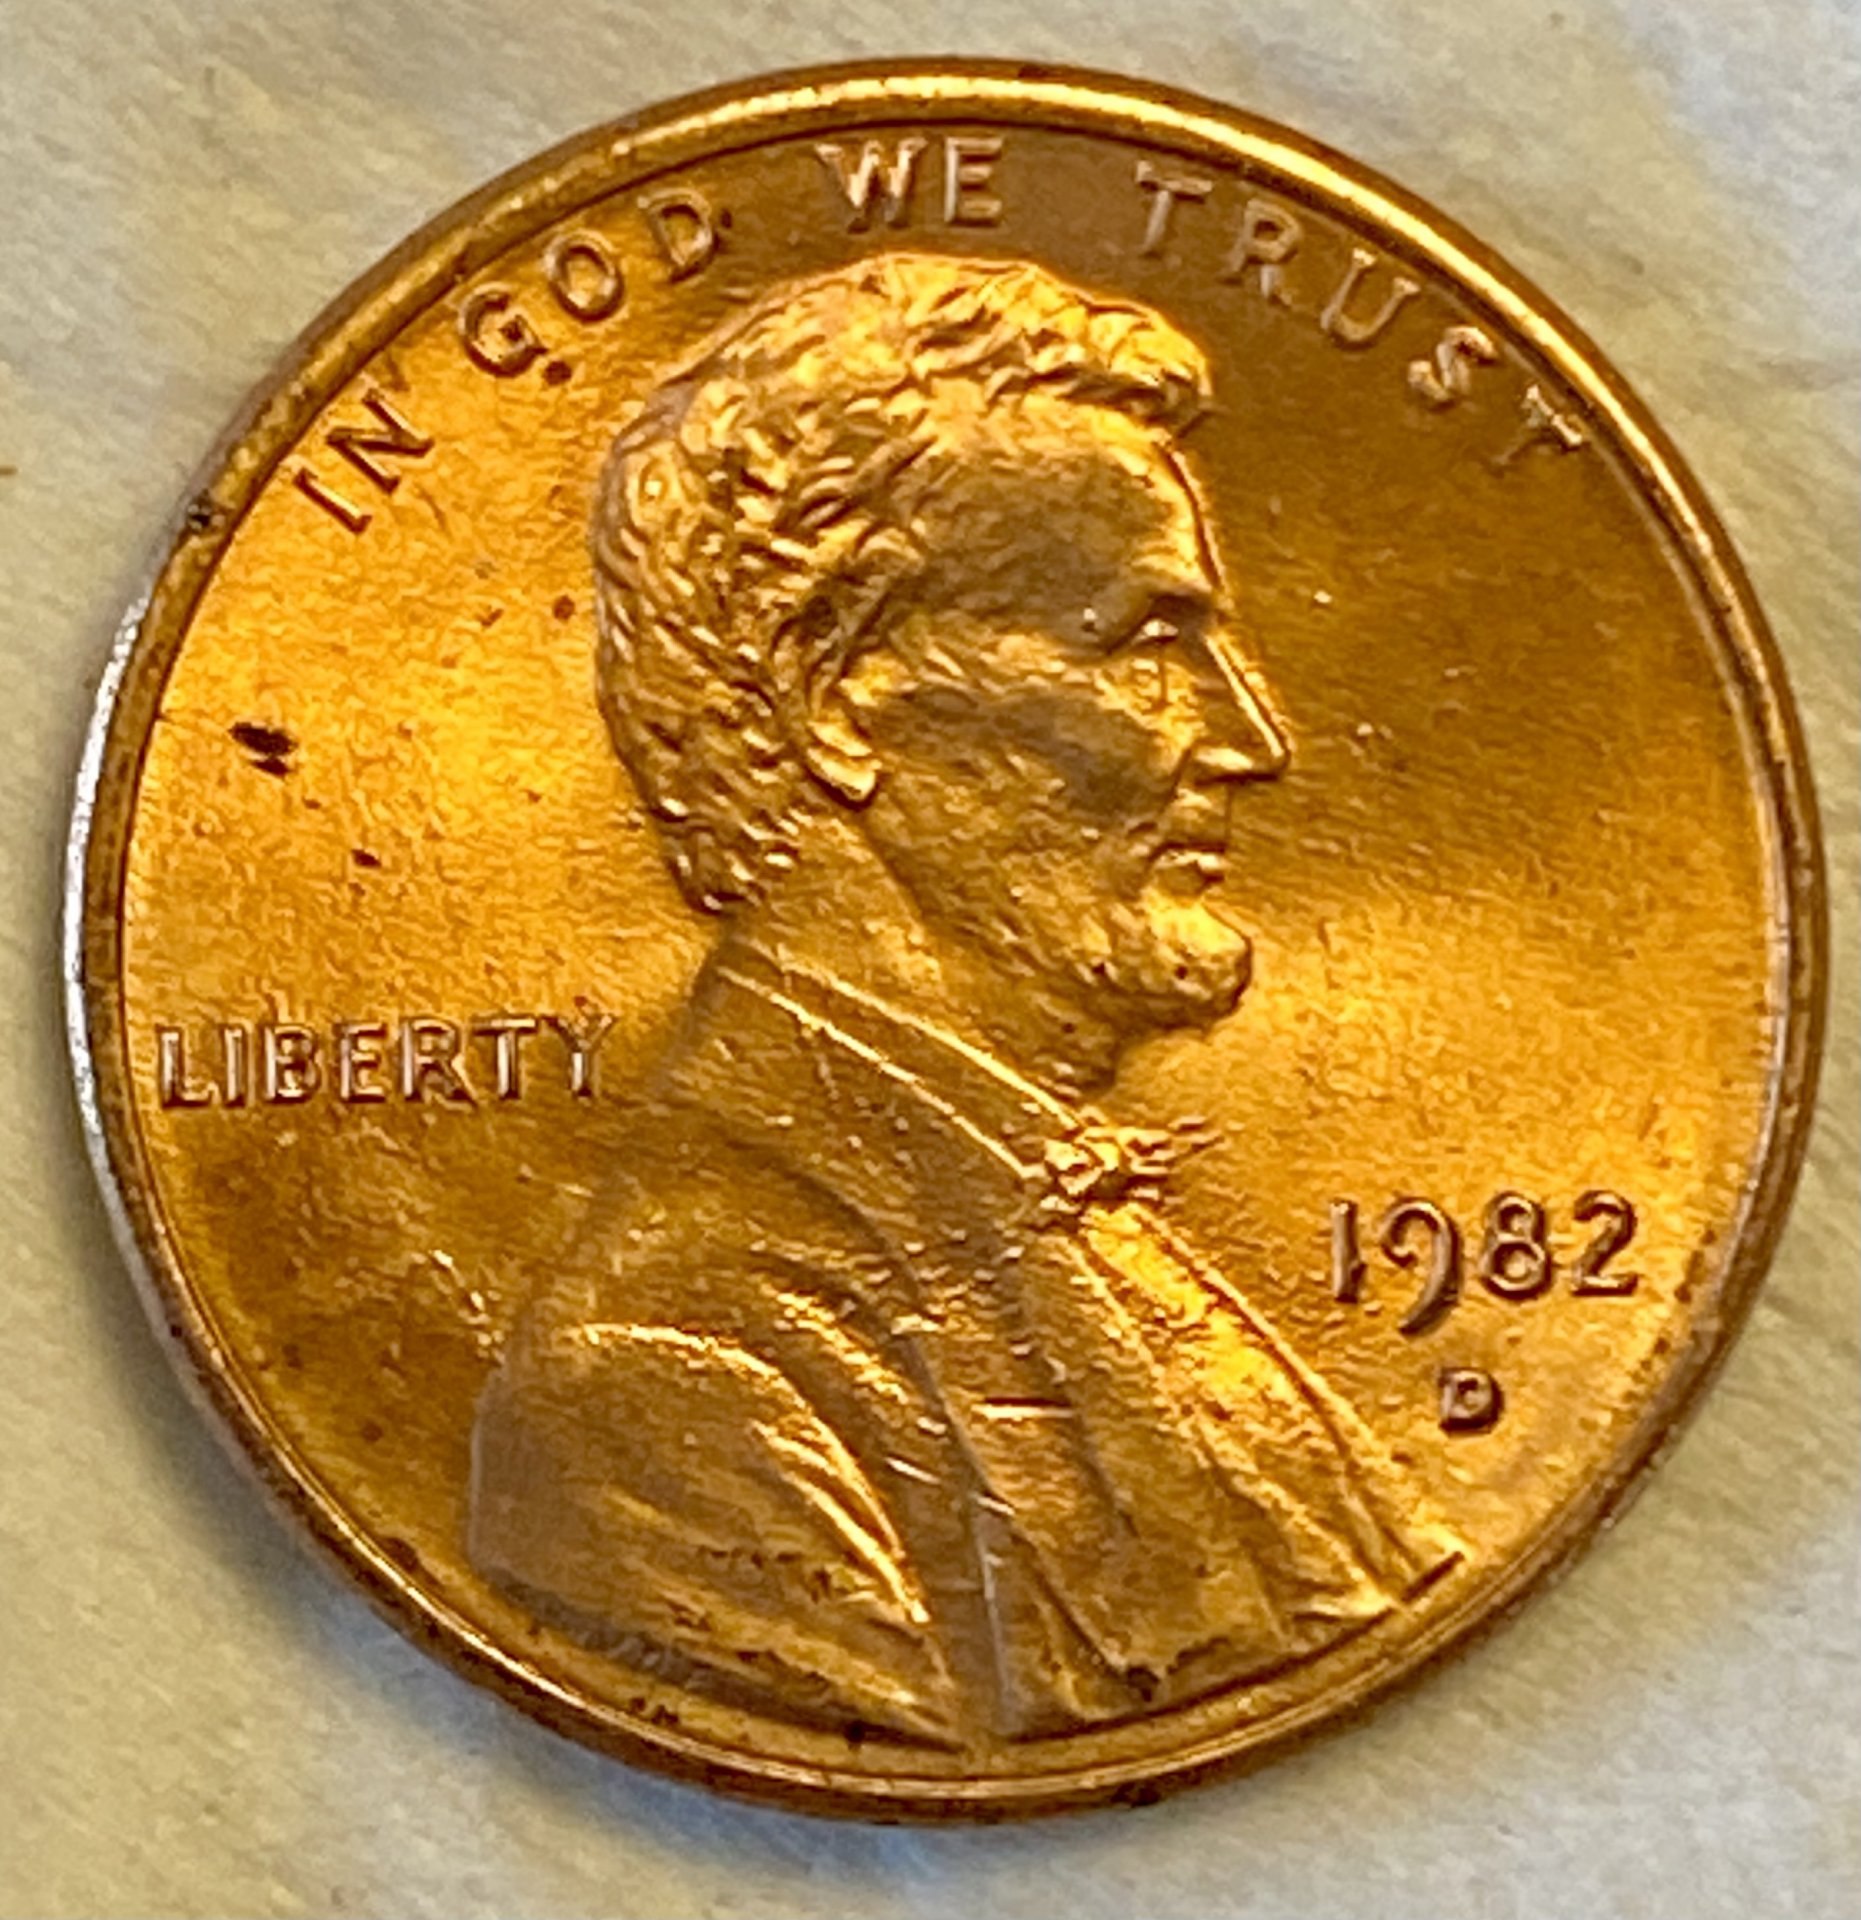 IN GOD WE TRUST
LIBERTY
1982
D